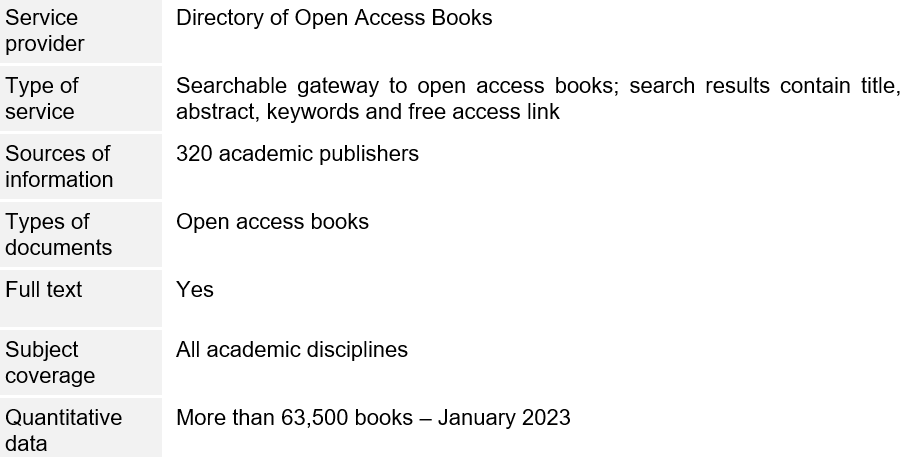 Service
provider
Directory of Open Access Books
Type of
service
Searchable gateway to open access books; search results contain title,
abstract, keywords and free access link
Sources of
information
320 academic publishers
Types of
documents
Open access books
Full text
Yes
Subject
coverage
All academic disciplines
Quantitative
data
More than 63,500 books – January 2023